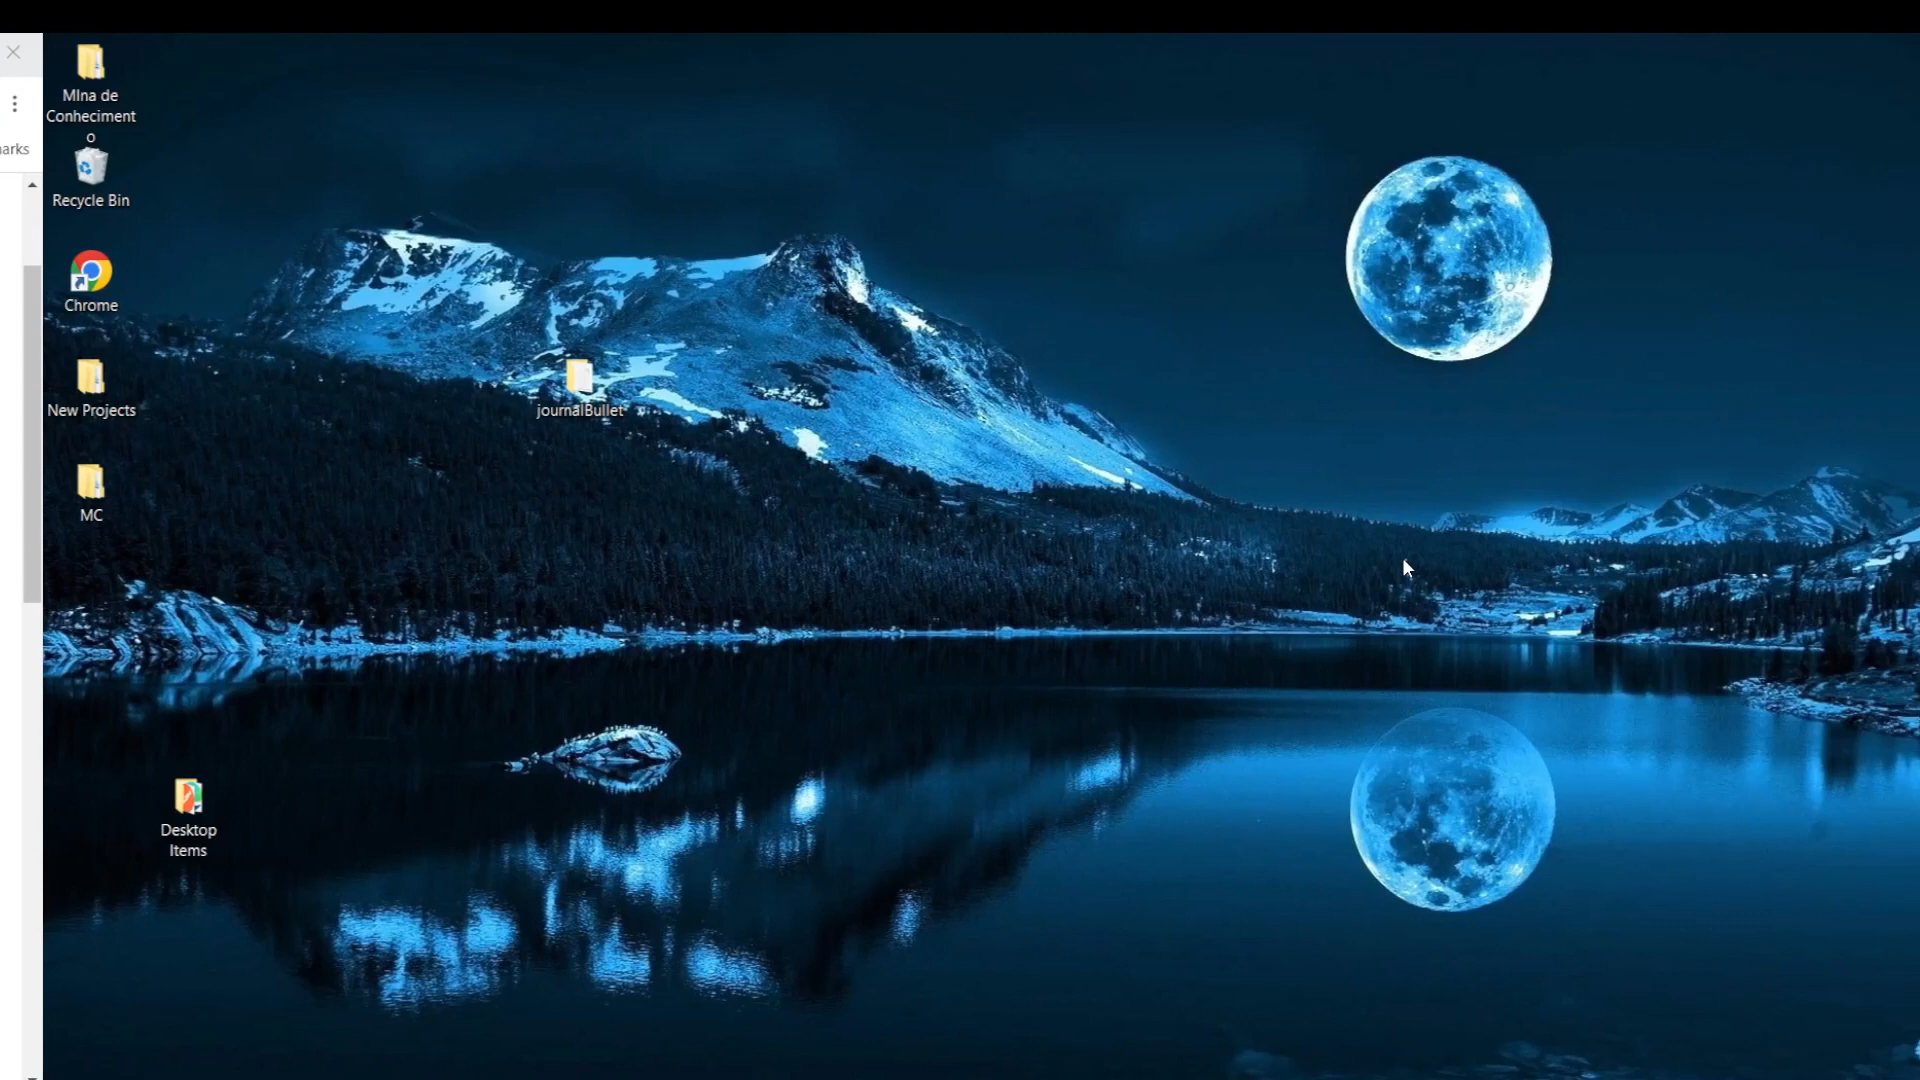 MIna de
Conheciment
o
arks
Recycle Bin
Chrome
New Projects
journalBullet
MC
Desktop
Items